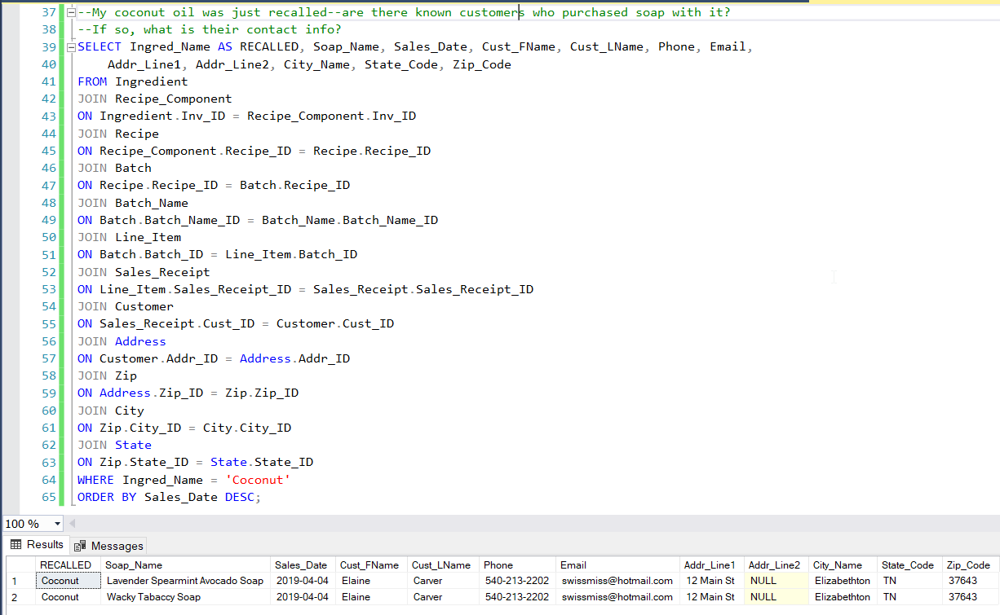 37 --My coconut oil was just recalled--are there known customers who purchased soap with it?
38 --If so, what is their contact info?
39 SELECT Ingred_Name AS RECALLED, Soap_Name, Sales_Date, Cust_FName, Cust_LName, Phone, Email,
40 Addr_Line1, Addr_Line2, City_Name, State_Code, Zip_Code
41 FROM Ingredient
42 JOIN Recipe_Component
43 ON Ingredient.Inv_ID = Recipe_Component.Inv_ID
44 JOIN Recipe
45 ON Recipe_Component.Recipe_ID = Recipe.Recipe_ID
46 JOIN Batch
47 ON Recipe.Recipe_ID = Batch.Recipe_ID
48 JOIN Batch_Name
49 ON Batch.Batch_Name_ID = Batch_Name.Batch_Name_ID
50 JOIN Line_Item
51 ON Batch.Batch_ID = Line_Item.Batch_ID
52 JOIN Sales_Receipt
53 ON Line_Item.Sales_Receipt_ID = Sales_Receipt.Sales_Receipt_ID
54 JOIN Customer
55 ON Sales_Receipt.Cust_ID = Customer.Cust_ID
56 JOIN Address
57 ON Customer.Addr_ID = Address.Addr_ID
58 JOIN Zip
59 ON Address.Zip_ID = Zip.Zip_ID
60 JOIN City
61 ON Zip.City_ID = City.City_ID
62 JOIN State
63 ON Zip.State_ID = State.State_ID
64 WHERE Ingred_Name = 'Coconut'
65 ORDER BY Sales_Date DESC;
100 %
Results Messages
RECALLED Soap_Name Sales_Date Cust_FName Cust_LName Phone Email Addr_Line1 Addr_Line2 City_Name State_Code Zip_Code
1 Coconut Lavender Spearmint Avocado Soap 2019-04-04 Elaine Carver 540-213-2202 swissmiss@hotmail.com 12 Main St NULL Elizabethton TN 37643
2 Coconut Wacky Tabaccy Soap 2019-04-04 Elaine Carver 540-213-2202 swissmiss@hotmail.com 12 Main St NULL Elizabethton TN 37643